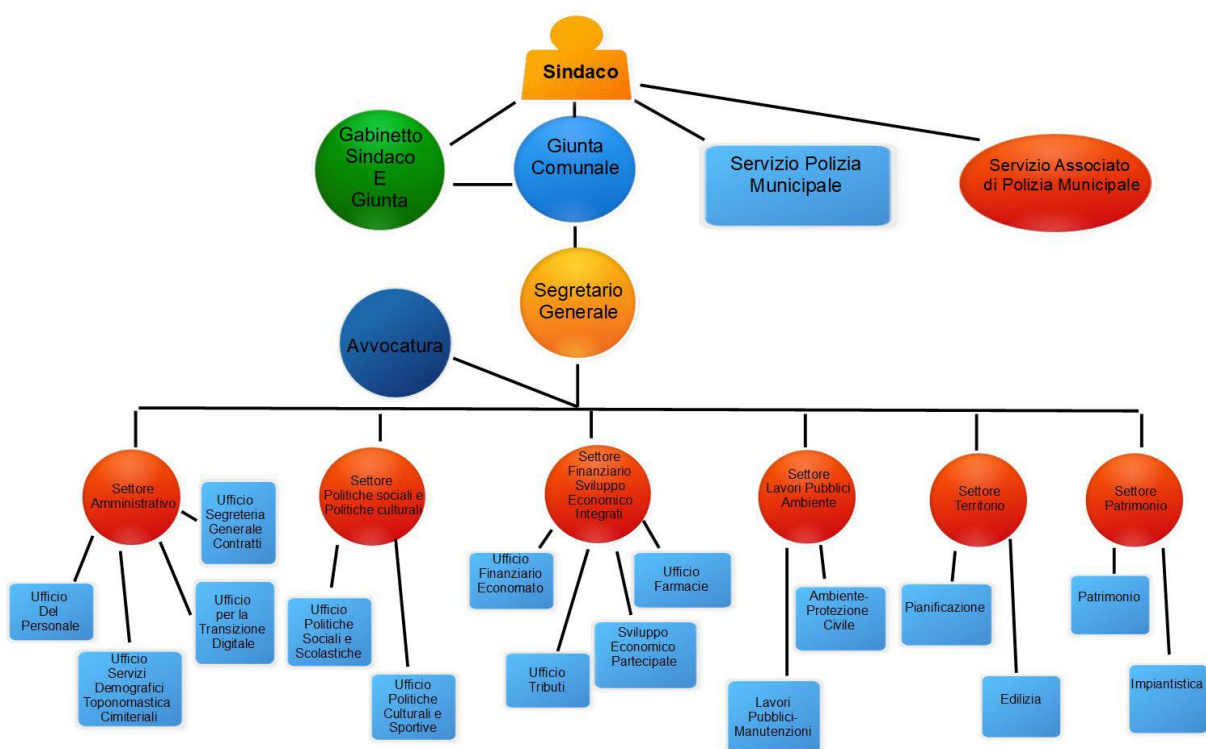 Sindaco
Gabinetto
Sindaco
E
Giunta
Giunta
Comunale
Servizio Polizia
Municipale
Servizio Associato
di Polizia Municipale
Segretario
Generale
Avvocatura
Settore
Amministrativo
Ufficio
Segreteria
Generale
Contratti
Ufficio
Del
Personale
Ufficio
Servizi
Demografici
Toponomastica
Cimiteriali
Ufficio
per la
Transizione
Digitale
Settore
Politiche sociali e
Politiche culturali
Ufficio
Politiche
Sociali e
Scolastiche
Ufficio
Politiche
Culturali e
Sportive
Settore
Finanziario
Sviluppo
Economico
Integrati
Ufficio
Finanziario
Economato
Ufficio
Tributi
Sviluppo
Economico
Partecipate
Ufficio
Farmacie
Settore
Lavori Pubblici
Ambiente
Lavori
Pubblici-
Manutenzioni
Ambiente-
Protezione
Civile
Settore
Territorio
Pianificazione
Edilizia
Settore
Patrimonio
Patrimonio
Impiantistica